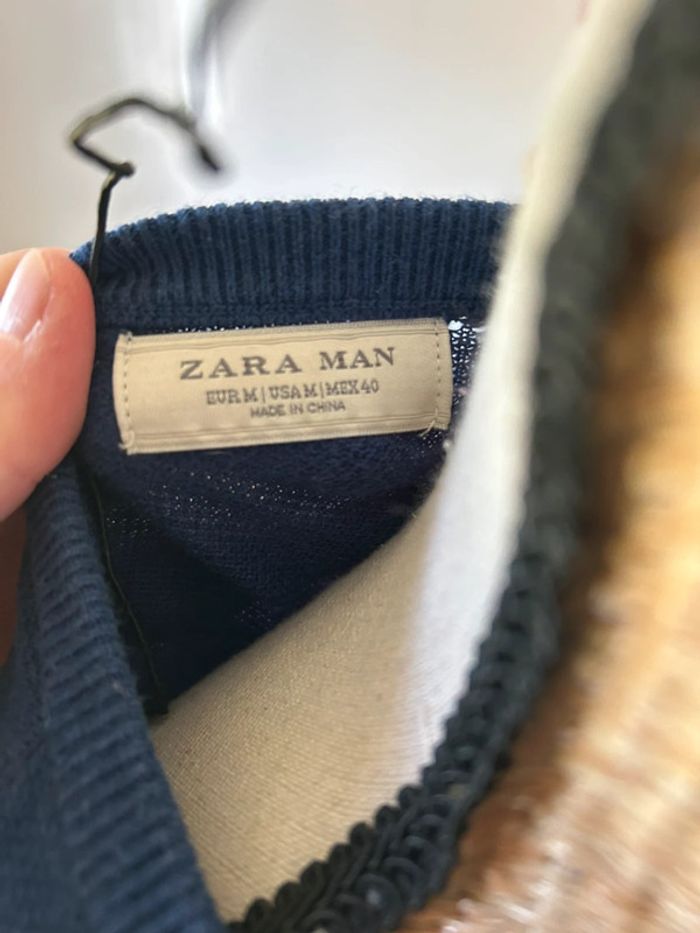 ZARA MAN
EUR M | USA M | MEX 40
MADE IN CHINA